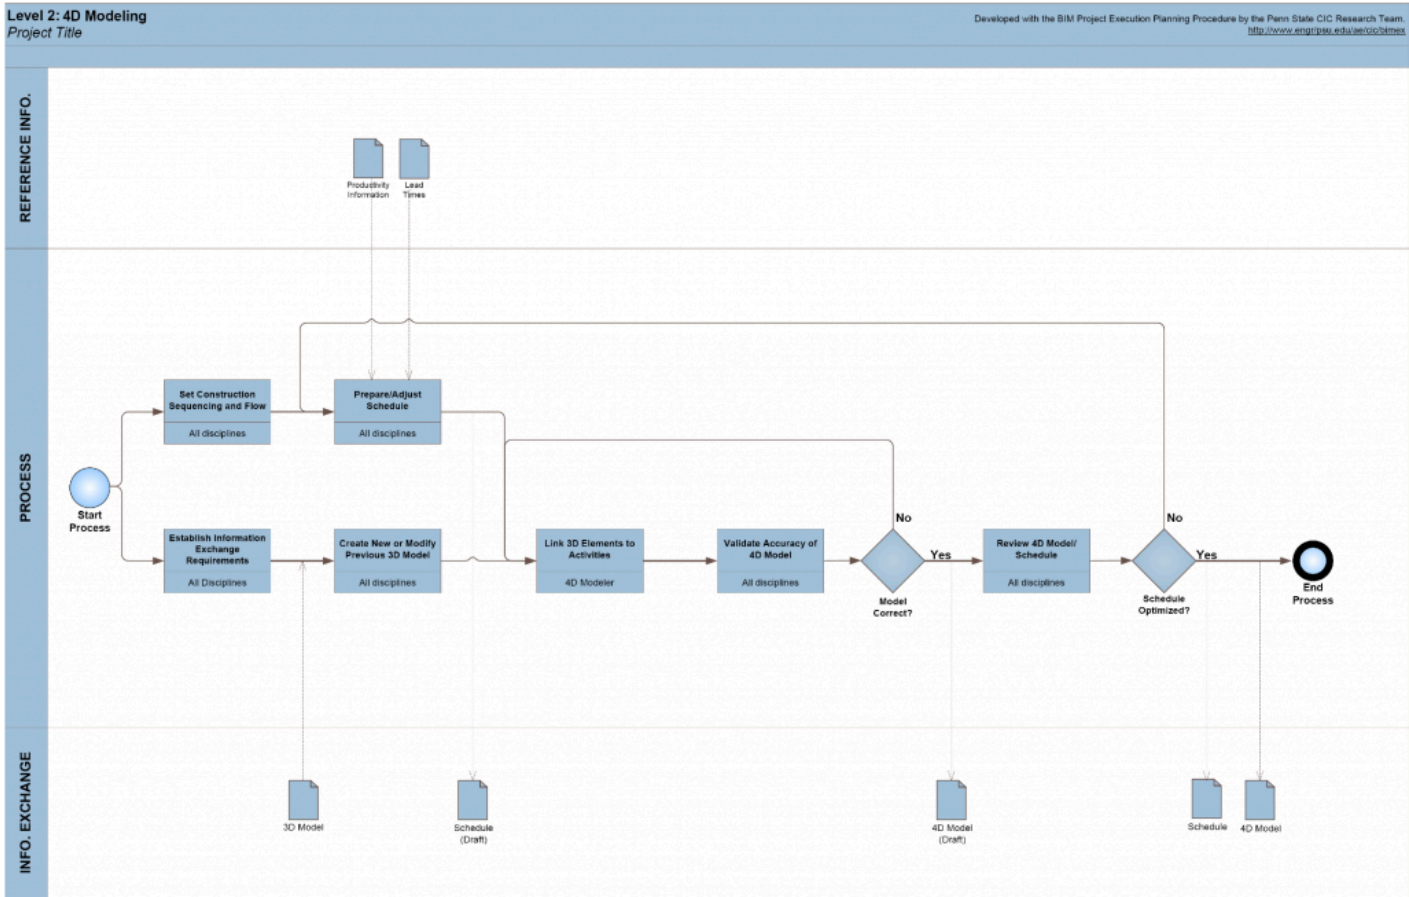 Level 2: 4D Modeling
Project Title
Developed with the BIM Project Execution Planning Procedure by the Penn State CIC Research Team.
http://www.engr/psu.edu/ae/cic/bimex
REFERENCE INFO.
Productivity
Information
Lead
Times
PROCESS
Start
Process
Set Construction
Sequencing and Flow
All disciplines
Prepare/Adjust
Schedule
All disciplines
Establish Information
Exchange
Requirements
All Disciplines
Create New or Modify
Previous 3D Model
All disciplines
Link 3D Elements to
Activities
4D Modeler
Validate Accuracy of
4D Model
All disciplines
No
Yes
Model
Correct?
Review 4D Model/
Schedule
All disciplines
No
Yes
Schedule
Optimized?
End
Process
INFO. EXCHANGE
3D Model
Schedule
(Draft)
4D Model
(Draft)
Schedule
4D Model